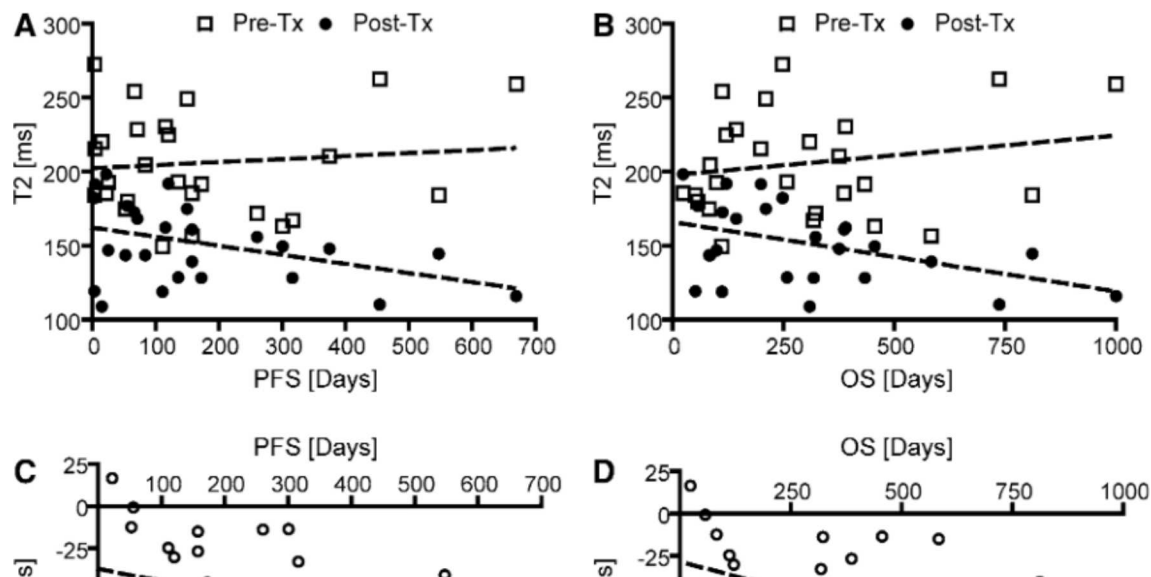 A
300
250
200
150
100
T2 [ms]
Pre-Tx Post-Tx
0 100 200 300 400 500 600 700
PFS [Days]
B
300
250
200
150
100
T2 [ms]
Pre-Tx Post-Tx
0 250 500 750 1000
OS [Days]
C
PFS [Days]
25
0
-25
100 200 300 400 500 600 700
s]
D
OS [Days]
25
0
-25
250 500 750 1000
s]